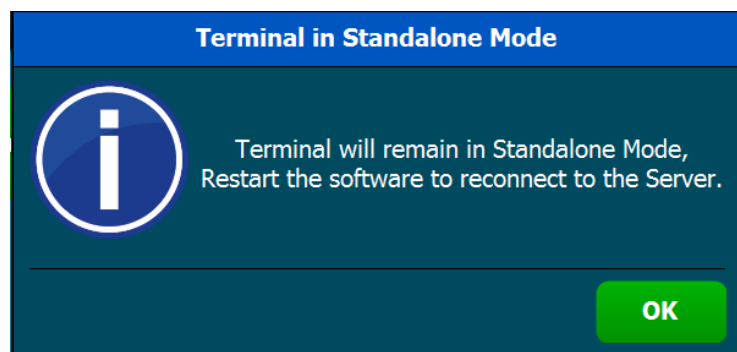 Terminal in Standalone Mode
Terminal will remain in Standalone Mode,
Restart the software to reconnect to the Server.
OK